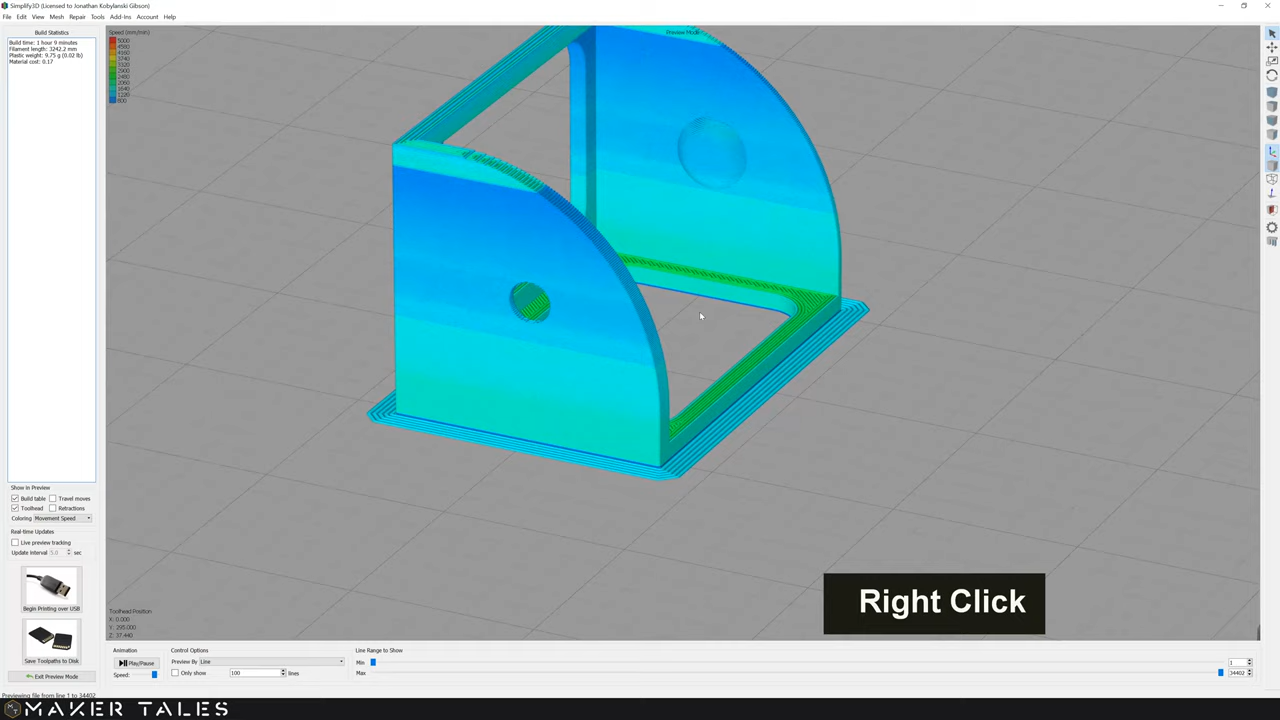 Simplify3D (Licensed to Jonathan Kobylanski Gibson)
File Edit View Mesh Repair Tools Add-Ins Account Help
Build Statistics
Build time: 1 hour 9 minutes
Filament length: 3242.2 mm
Plastic weight: 9.75 g (0.02 lb)
Material cost: 0.17
Speed (mm/min)
5000
4580
4160
3740
3320
2900
2480
2060
1640
1220
800
Preview Mode
Show in Preview
Build table
Travel moves
Toolhead
Retractions
Coloring Movement Speed
Real-time Updates
Live preview tracking
Update interval 5.0 sec
Begin Printing over USB
Save Toolpaths to Disk
Exit Preview Mode
Right Click
Toolhead Position
X: 0.000
Y: 295.000
Z: 37.440
Animation
Play/Pause
Speed:
Control Options
Preview By Line
Only show 100 lines
Line Range to Show
Min 1
Max 34402
Previewing file from line 1 to 34402
MAKER TALES